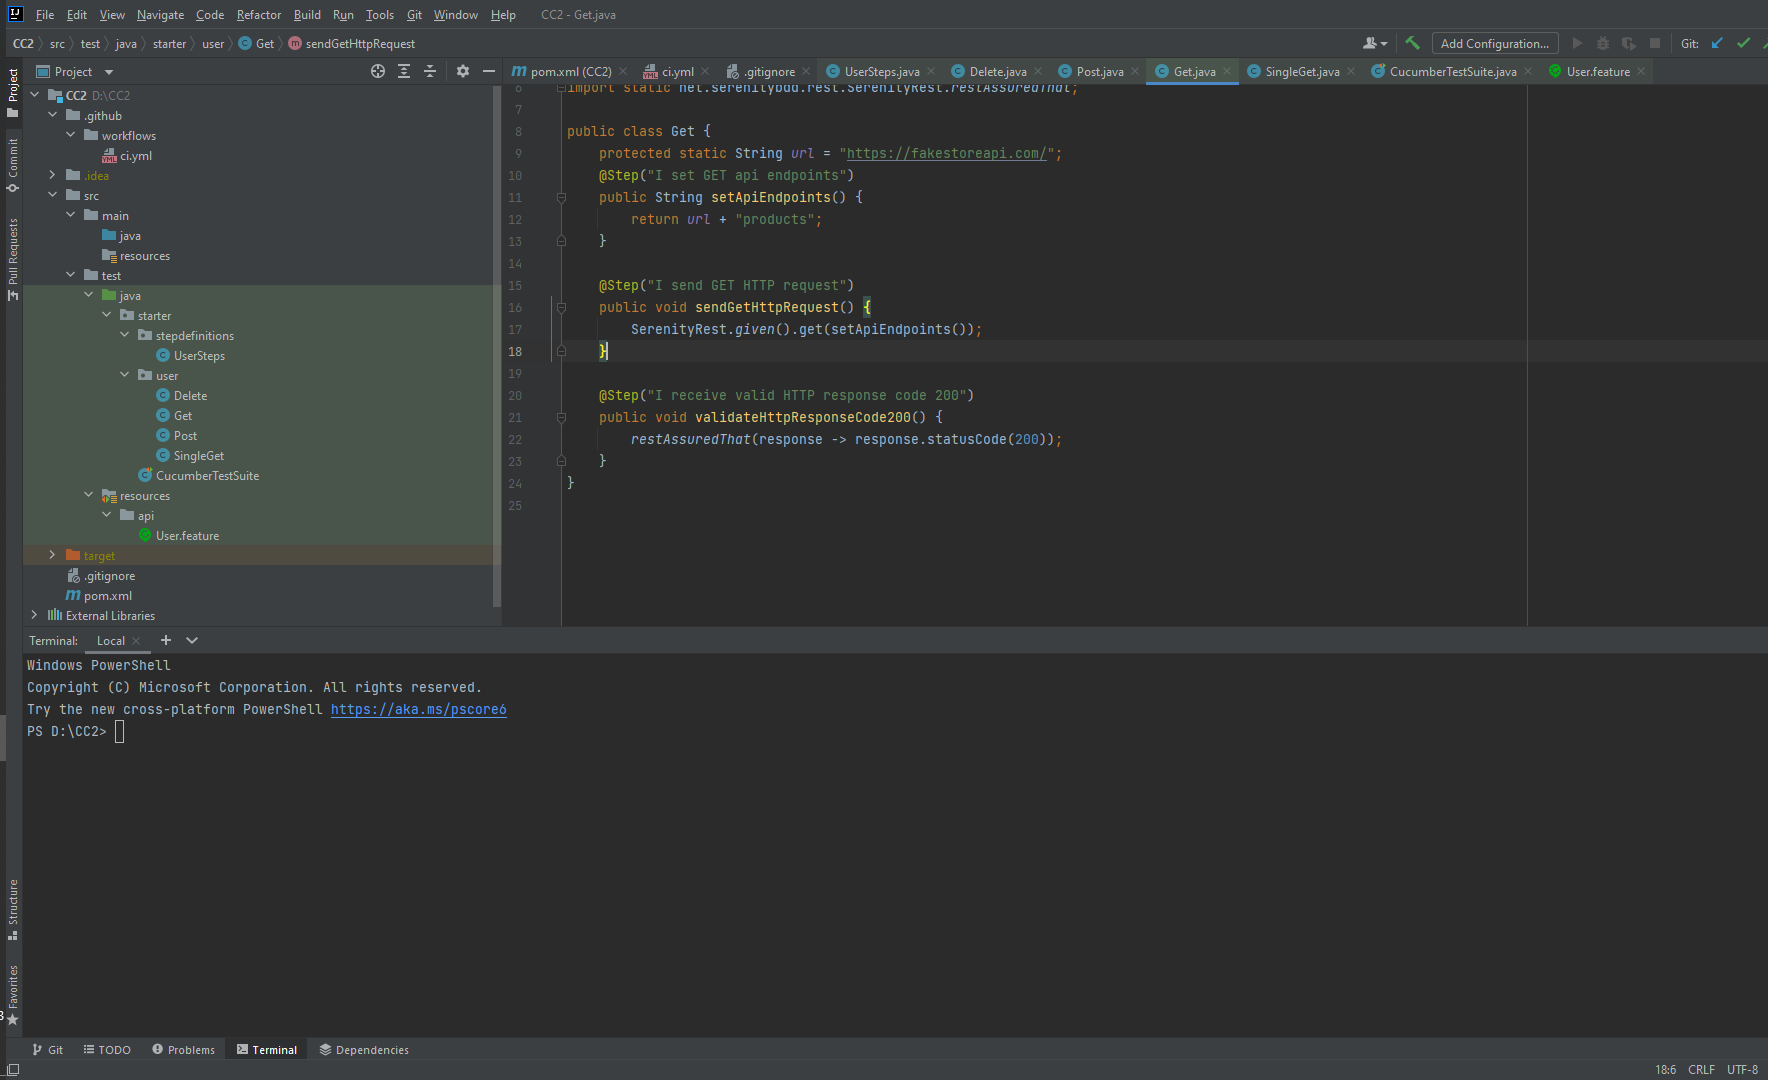 File Edit View Navigate Code Refactor Build Run Tools Git Window Help CC2 - Get.java
CC2 src test java starter user Get sendGetHttpRequest Add Configuration... Git:
Project
Project
pom.xml (CC2) ci.yml .gitignore UserSteps.java Delete.java Post.java Get.java SingleGet.java CucumberTestSuite.java User.feature
Commit
Pull Requests
Structure
Favorites
CC2 D:\CC2
.github
workflows
ci.yml
.idea
src
main
java
resources
test
java
starter
stepdefinitions
UserSteps
user
Delete
Get
Post
SingleGet
CucumberTestSuite
resources
api
User.feature
target
.gitignore
pom.xml
External Libraries
6 import static net.serenitybdd.rest.SerenityRest.restAssuredThat;
7
8 public class Get {
9 protected static String url = "https://fakestoreapi.com/";
10 @Step("I set GET api endpoints")
11 public String setApiEndpoints() {
12 return url + "products";
13 }
14
15 @Step("I send GET HTTP request")
16 public void sendGetHttpRequest() {
17 SerenityRest.given().get(setApiEndpoints());
18 }
19
20 @Step("I receive valid HTTP response code 200")
21 public void validateHttpResponseCode200() {
22 restAssuredThat(response -> response.statusCode(200));
23 }
24 }
25
Terminal: Local
Windows PowerShell
Copyright (C) Microsoft Corporation. All rights reserved.
Try the new cross-platform PowerShell https://aka.ms/pscore6
PS D:\CC2>
Git TODO Problems Terminal Dependencies
18:6 CRLF UTF-8